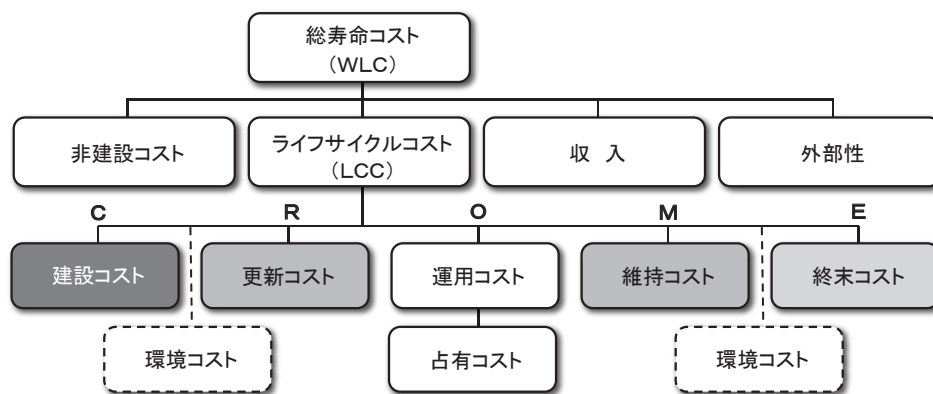 総寿命コスト
（WLC）
非建設コスト
ライフサイクルコスト
（LCC）
収　入
外部性
C
R
O
M
E
建設コスト
更新コスト
運用コスト
維持コスト
終末コスト
環境コスト
占有コスト
環境コスト